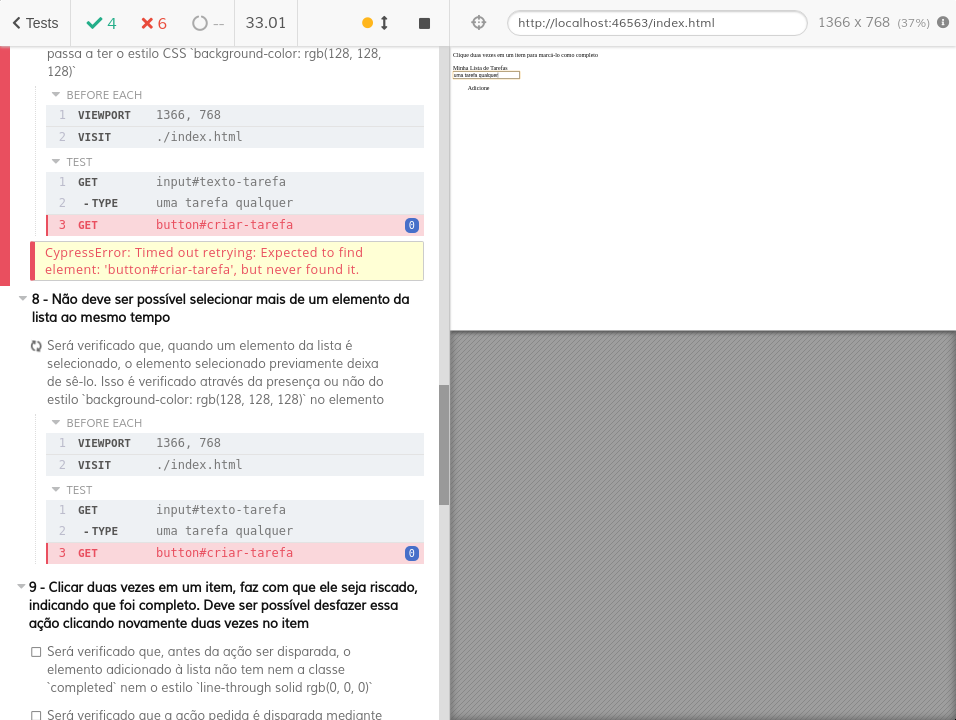 Tests 4 6 -- 33.01
http://localhost:46563/index.html 1366 x 768 (37%)
passa a ter o estilo CSS `background-color: rgb(128, 128,
128)`
BEFORE EACH
1 VIEWPORT 1366, 768
2 VISIT ./index.html
TEST
1 GET input#texto-tarefa
2 -TYPE uma tarefa qualquer
3 GET button#criar-tarefa 0
CypressError: Timed out retrying: Expected to find
element: 'button#criar-tarefa', but never found it.
8 - Não deve ser possível selecionar mais de um elemento da
lista ao mesmo tempo
Será verificado que, quando um elemento da lista é
selecionado, o elemento selecionado previamente deixa
de sê-lo. Isso é verificado através da presença ou não do
estilo `background-color: rgb(128, 128, 128)` no elemento
BEFORE EACH
1 VIEWPORT 1366, 768
2 VISIT ./index.html
TEST
1 GET input#texto-tarefa
2 -TYPE uma tarefa qualquer
3 GET button#criar-tarefa 0
9 - Clicar duas vezes em um item, faz com que ele seja riscado,
indicando que foi completo. Deve ser possível desfazer essa
ação clicando novamente duas vezes no item
Será verificado que, antes da ação ser disparada, o
elemento adicionado à lista não tem nem a classe
`completed` nem o estilo `line-through solid rgb(0, 0, 0)`
Será verificado que a ação pedida é disparada mediante
Clique duas vezes em um item para marcá-lo como completo
Minha Lista de Tarefas
uma tarefa qualquer
Adicione